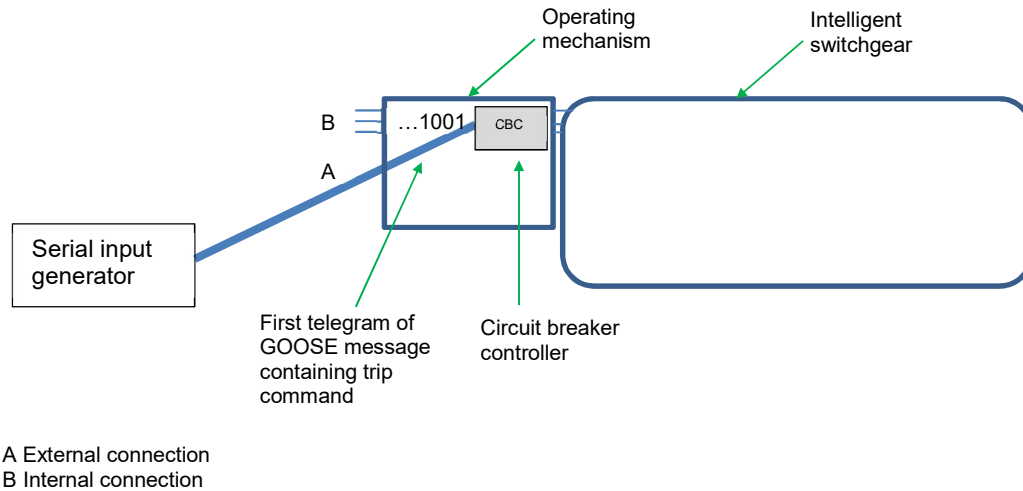 Operating
mechanism
Intelligent
switchgear
B
…1001
CBC
A
Serial input
generator
First telegram of
GOOSE message
containing trip
command
Circuit breaker
controller
A External connection
B Internal connection